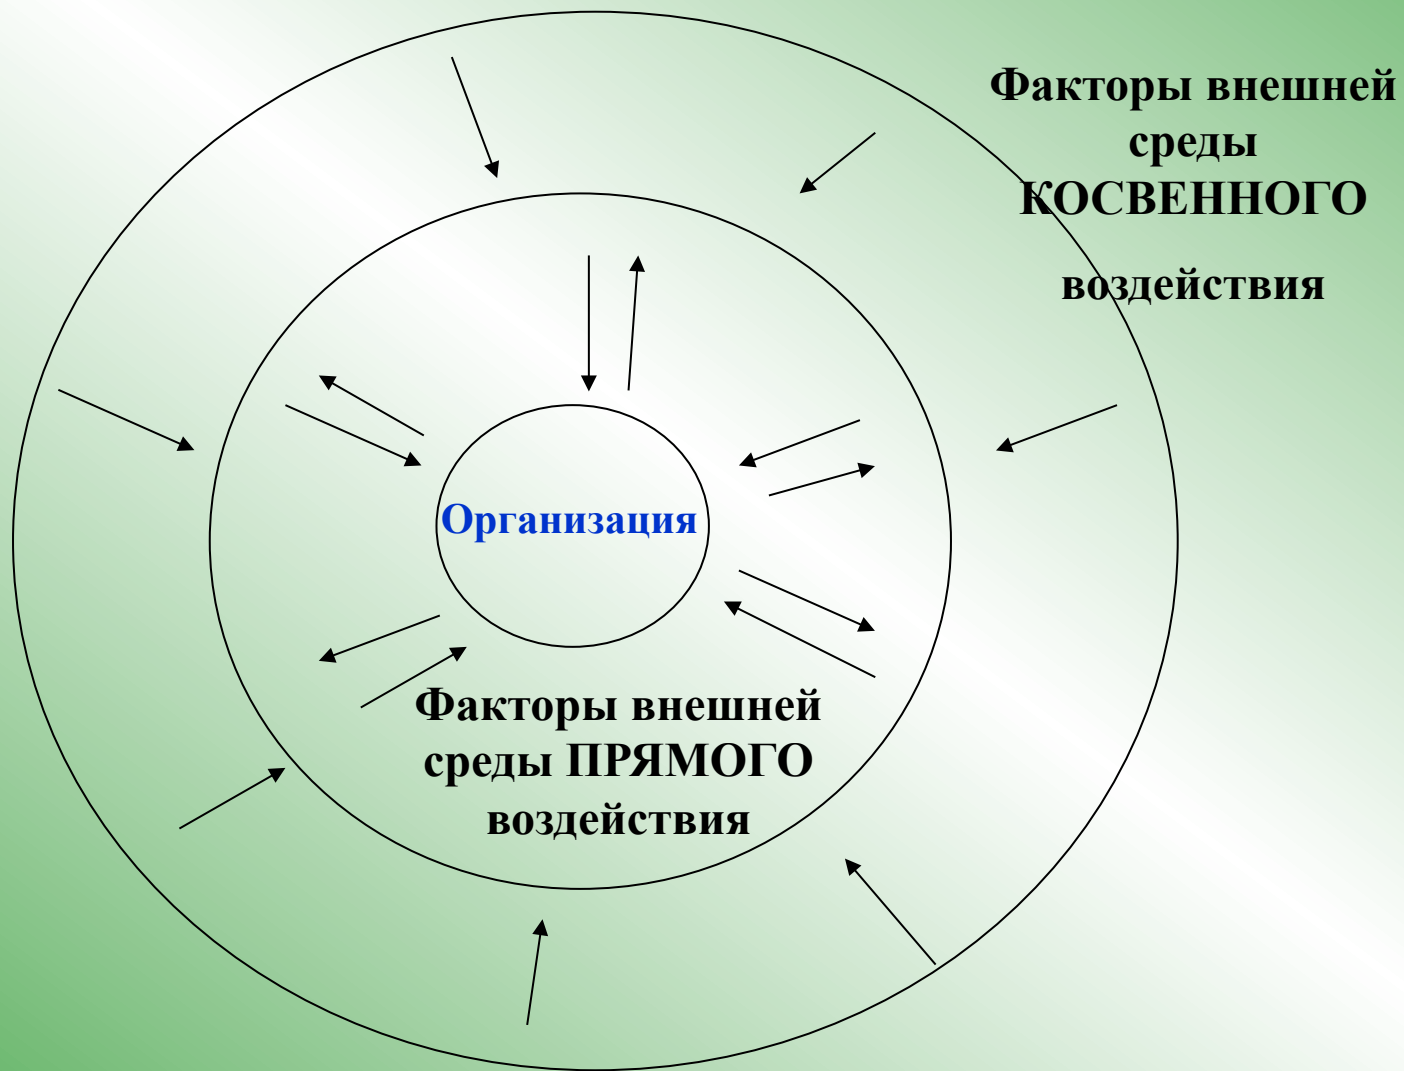 Факторы внешней
среды
КОСВЕННОГО
воздействия
Организация
Факторы внешней
среды ПРЯМОГО
воздействия